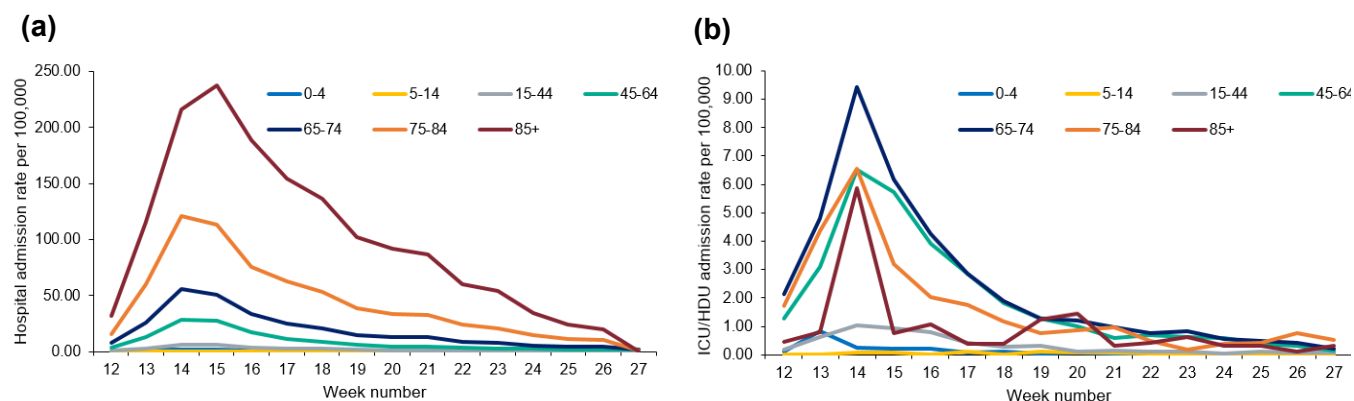 (a)
Hospital admission rate per 100,000
250.00
200.00
150.00
100.00
50.00
0.00
0-4 5-14 15-44 45-64
65-74 75-84 85+
12 13 14 15 16 17 18 19 20 21 22 23 24 25 26 27
Week number
(b)
ICU/HDU admission rate per 100,000
10.00
9.00
8.00
7.00
6.00
5.00
4.00
3.00
2.00
1.00
0.00
0-4 5-14 15-44 45-64
65-74 75-84 85+
12 13 14 15 16 17 18 19 20 21 22 23 24 25 26 27
Week number